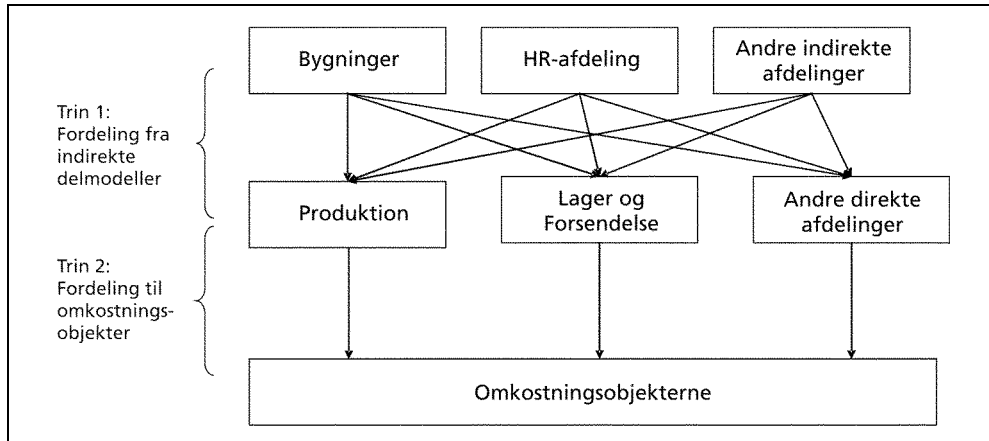 Bygninger
HR-afdeling
Andre indirekte
afdelinger
Trin 1:
Fordeling fra
indirekte
delmodeller
Produktion
Lager og
Forsendelse
Andre direkte
afdelinger
Trin 2:
Fordeling til
omkostnings-
objekter
Omkostningsobjekterne